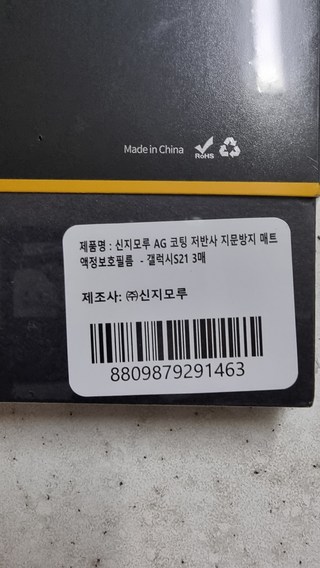 Made in China
RoHS
제품명 : 신지모루 AG 코팅 저반사 지문방지 매트
액정보호필름 - 갤럭시S21 3매
제조사: ㈜신지모루
8809879291463